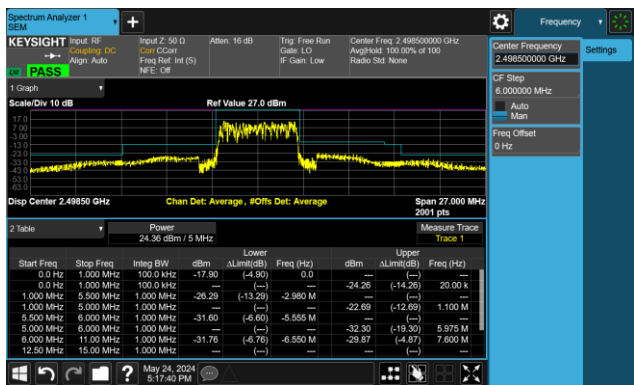 Spectrum Analyzer 1
SEM
Frequency
KEYSIGHT Input: RF Input Z: 50 Ω Atten: 16 dB Trig: Free Run Center Freq: 2.498500000 GHz
Coupling: DC Corr CCorr Gate: LO Avg|Hold: 100.00% of 100
Align: Auto Freq Ref: Int (S) IF Gain: Low Radio Std: None
NFE: Off
PASS
Center Frequency
2.498500000 GHz
Settings
CF Step
6.000000 MHz
Auto
Man
Freq Offset
0 Hz
1 Graph
Scale/Div 10 dB Ref Value 27.0 dBm
17.0
7.00
-3.00
-13.0
-23.0
-33.0
-43.0
-53.0
-63.0
Disp Center 2.49850 GHz Chan Det: Average, #Offs Det: Average Span 27.000 MHz
2001 pts
2 Table Power Measure Trace
24.36 dBm / 5 MHz Trace 1
Lower Upper
Start Freq Stop Freq Integ BW dBm ΔLimit(dB) Freq (Hz) dBm ΔLimit(dB) Freq (Hz)
0.0 Hz 1.000 MHz 100.0 kHz -17.90 (-4.90) 0.0 --- (---) ---
0.0 Hz 1.000 MHz 100.0 kHz --- (---) --- -24.26 (-14.26) 20.00 k
1.000 MHz 5.500 MHz 1.000 MHz -26.29 (-13.29) -2.980 M --- (---) ---
1.000 MHz 5.000 MHz 1.000 MHz --- (---) --- -22.69 (-12.69) 1.100 M
5.500 MHz 6.000 MHz 1.000 MHz -31.60 (-6.60) -5.555 M --- (---) ---
5.000 MHz 6.000 MHz 1.000 MHz --- (---) --- -32.30 (-19.30) 5.975 M
6.000 MHz 11.00 MHz 1.000 MHz -31.76 (-6.76) -6.550 M -29.87 (-4.87) 7.600 M
12.50 MHz 15.00 MHz 1.000 MHz --- (---) --- --- (---) ---
May 24, 2024
5:17:40 PM